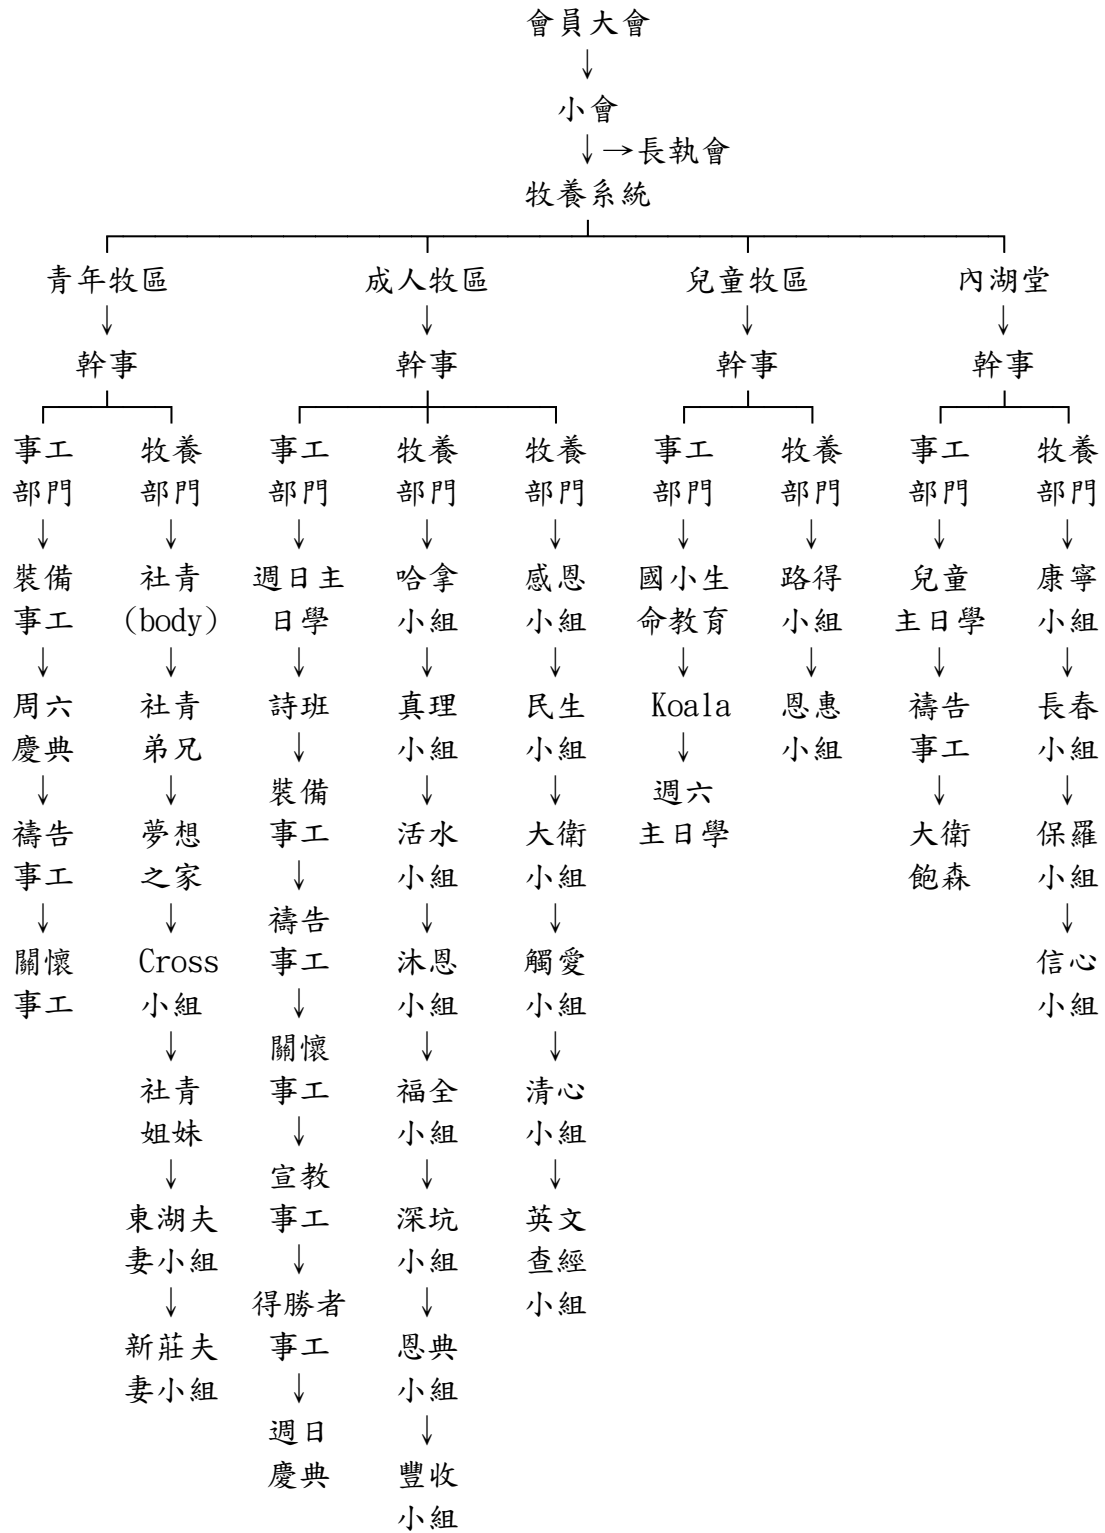 會員大會
↓
小會
↓→長執會
牧養系統
青年牧區 成人牧區 兒童牧區 內湖堂
↓ ↓ ↓ ↓
幹事 幹事 幹事 幹事
事工
部門
↓
裝備
事工
↓
周六
慶典
↓
禱告
事工
↓
關懷
事工
牧養
部門
↓
社青
(body)
↓
社青
弟兄
↓
夢想
之家
↓
Cross
小組
↓
社青
姐妹
↓
東湖夫
妻小組
↓
新莊夫
妻小組
事工
部門
↓
週日主
日學
↓
詩班
↓
裝備
事工
↓
禱告
事工
↓
關懷
事工
↓
宣教
事工
↓
得勝者
事工
↓
週日
慶典
牧養
部門
↓
哈拿
小組
↓
真理
小組
↓
活水
小組
↓
沐恩
小組
↓
福全
小組
↓
深坑
小組
↓
恩典
小組
↓
豐收
小組
牧養
部門
↓
感恩
小組
↓
民生
小組
↓
大衛
小組
↓
觸愛
小組
↓
清心
小組
↓
英文
查經
小組
事工
部門
↓
國小生
命教育
↓
Koala
↓
週六
主日學
牧養
部門
↓
路得
小組
↓
恩惠
小組
事工
部門
↓
兒童
主日學
↓
禱告
事工
↓
大衛
鮑森
牧養
部門
↓
康寧
小組
↓
長春
小組
↓
保羅
小組
↓
信心
小組